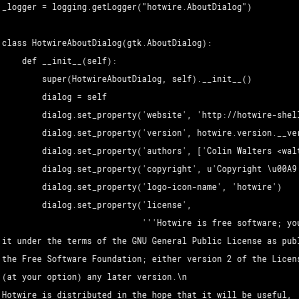 _logger = logging.getLogger("hotwire.AboutDialog")

class HotwireAboutDialog(gtk.AboutDialog):
    def __init__(self):
        super(HotwireAboutDialog, self).__init__()
        dialog = self
        dialog.set_property('website', 'http://hotwire-shel
        dialog.set_property('version', hotwire.version.__ve
        dialog.set_property('authors', ['Colin Walters <walt
        dialog.set_property('copyright', u'Copyright \u00A9
        dialog.set_property('logo-icon-name', 'hotwire')
        dialog.set_property('license',
                            '''Hotwire is free software; you
it under the terms of the GNU General Public License as publ
the Free Software Foundation; either version 2 of the Licens
(at your option) any later version.\n
Hotwire is distributed in the hope that it will be useful,